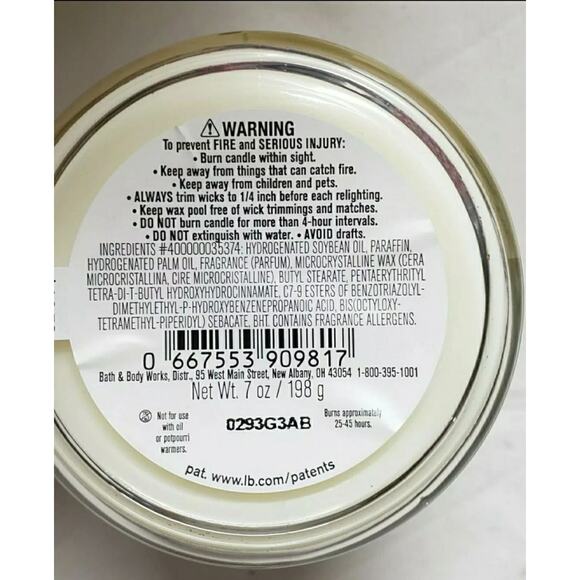 ⚠ WARNING
To prevent FIRE and SERIOUS INJURY:
• Burn candle within sight.
• Keep away from things that can catch fire.
• Keep away from children and pets.
• ALWAYS trim wicks to 1/4 inch before each relighting.
• Keep wax pool free of wick trimmings and matches.
• DO NOT burn candle for more than 4-hour intervals.
• DO NOT extinguish with water. • AVOID drafts.
INGREDIENTS #400000035374: HYDROGENATED SOYBEAN OIL, PARAFFIN,
HYDROGENATED PALM OIL, FRAGRANCE (PARFUM), MICROCRYSTALLINE WAX (CERA
MICROCRISTALLINA, CIRE MICROCRISTALLINE), BUTYL STEARATE, PENTAERYTHRITYL
TETRA-DI-T-BUTYL HYDROXYHYDROCINNAMATE, C7-9 ESTERS OF BENZOTRIAZOLYL-
DIMETHYLETHYL-P-HYDROXYBENZENEPROPANOIC ACID, BIS(OCTYLOXY-
TETRAMETHYL-PIPERIDYL) SEBACATE, BHT. CONTAINS FRAGRANCE ALLERGENS.
0 667553 909817
Bath & Body Works, Distr., 95 West Main Street, New Albany, OH 43054 1-800-395-1001
Net Wt. 7 oz / 198 g
Not for use
with oil
or potpourri
warmers.
0293G3AB
Burns approximately
25-45 hours.
pat. www.lb.com/patents